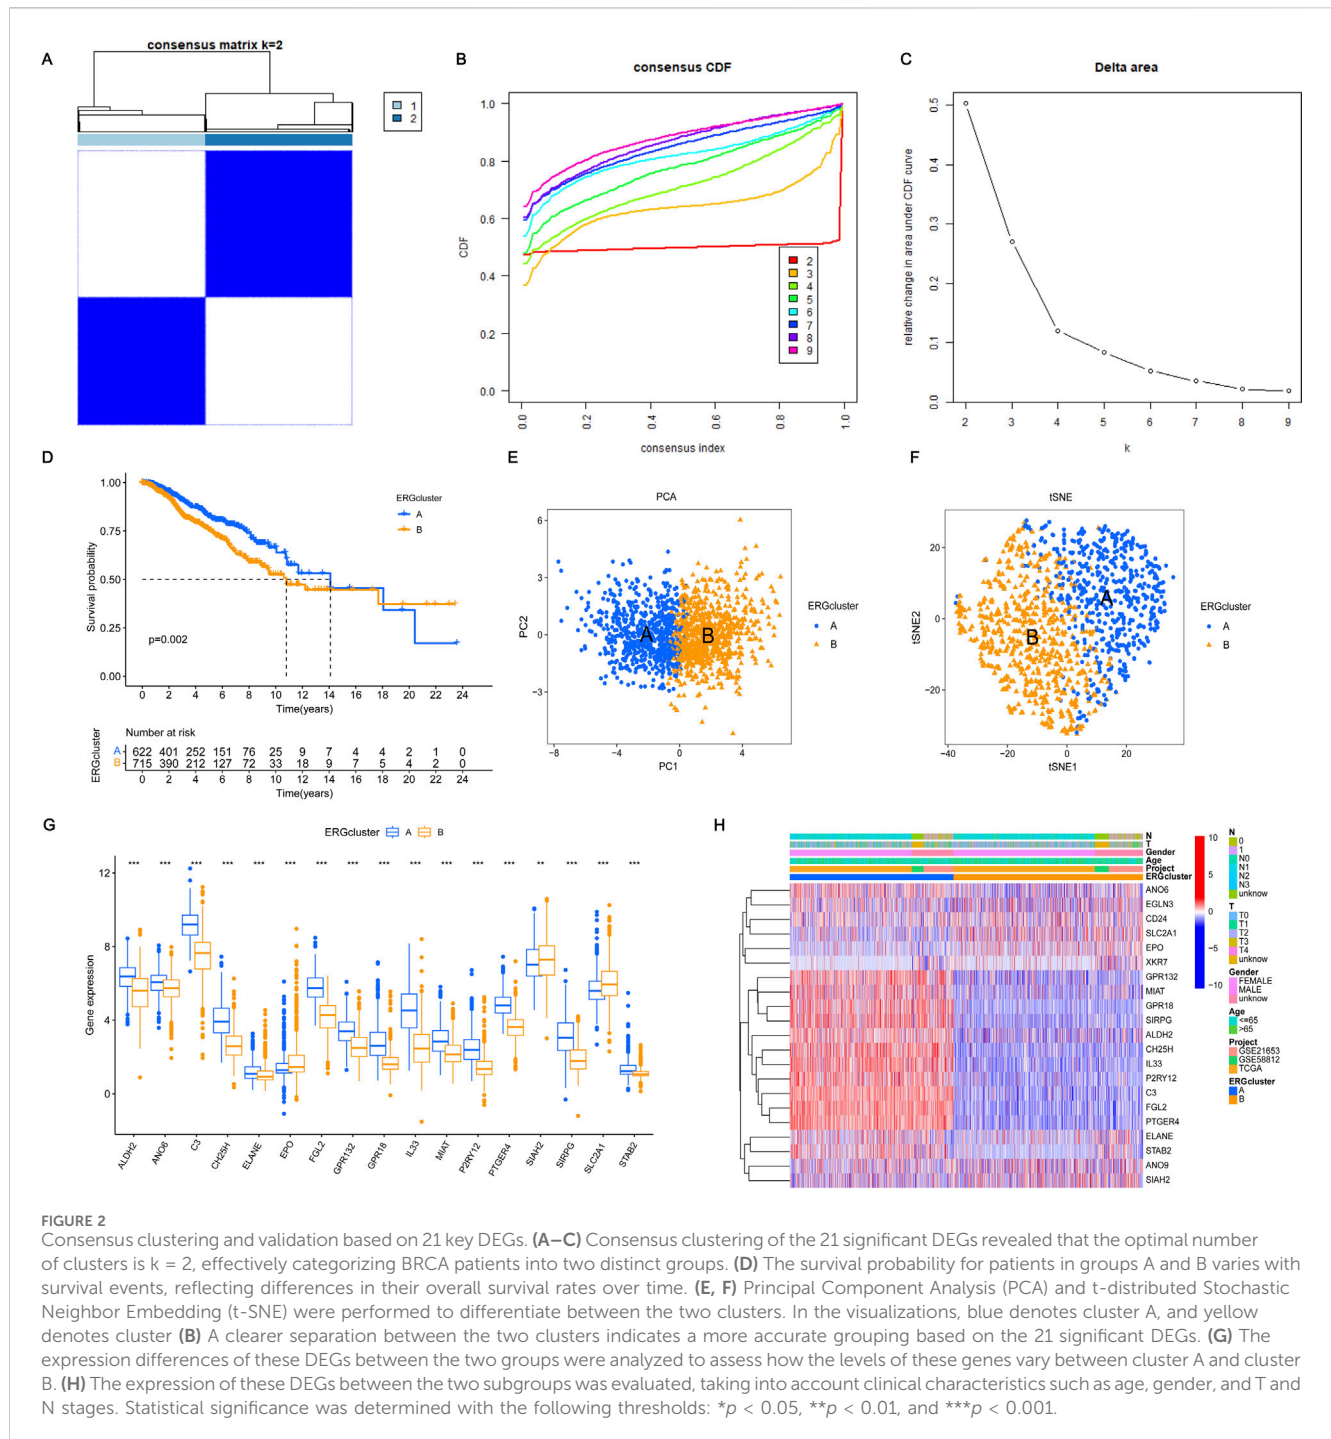 A
consensus matrix k=2
1
2
B
consensus CDF
CDF
1.0
0.8
0.6
0.4
0.2
0.0
2
3
4
5
6
7
8
9
0.0
0.2
0.4
0.6
0.8
1.0
consensus index
C
Delta area
relative change in area under CDF curve
0.5
0.4
0.3
0.2
0.1
0.0
2 3 4 5 6 7 8 9
k
D
ERGcluster
A
B
Survival probability
1.00
0.75
0.50
0.25
0.00
p=0.002
0 2 4 6 8 10 12 14 16 18 20 22 24
Time(years)
Number at risk
ERGcluster
A 622 401 252 151 76 25 9 7 4 4 2 1 0
B 715 390 212 127 72 33 18 9 7 5 4 2 0
0 2 4 6 8 10 12 14 16 18 20 22 24
Time(years)
E
PCA
PC2
6
3
0
−3
A
B
−8 −4 0 4
PC1
ERGcluster
A
B
F
tSNE
tSNE2
20
0
−20
A
B
−40 −20 0 20
tSNE1
ERGcluster
A
B
G
ERGcluster A B
*** *** *** *** *** *** *** *** *** *** *** *** *** ** *** *** ***
Gene expression
12
8
4
0
ALDH2
ANO6
C3
CH25H
ELANE
EPO
FGL2
GPR132
GPR18
IL33
MIAT
P2RY12
PTGER4
SIAH2
SIRPG
SLC2A1
STAB2
H
N
T
Gender
Age
Project
ERGcluster
ANO6
EGLN3
CD24
SLC2A1
EPO
XKR7
GPR132
MIAT
GPR18
SIRPG
ALDH2
CH25H
IL33
P2RY12
C3
FGL2
PTGER4
ELANE
STAB2
ANO9
SIAH2
10
5
0
−5
−10
N
0
1
N0
N1
N2
N3
unknow
T
T0
T1
T2
T3
T4
unknow
Gender
FEMALE
MALE
unknow
Age
<=65
>65
Project
GSE21653
GSE58812
TCGA
ERGcluster
A
B
FIGURE 2
Consensus clustering and validation based on 21 key DEGs. (A–C) Consensus clustering of the 21 significant DEGs revealed that the optimal number
of clusters is k = 2, effectively categorizing BRCA patients into two distinct groups. (D) The survival probability for patients in groups A and B varies with
survival events, reflecting differences in their overall survival rates over time. (E, F) Principal Component Analysis (PCA) and t-distributed Stochastic
Neighbor Embedding (t-SNE) were performed to differentiate between the two clusters. In the visualizations, blue denotes cluster A, and yellow
denotes cluster (B) A clearer separation between the two clusters indicates a more accurate grouping based on the 21 significant DEGs. (G) The
expression differences of these DEGs between the two groups were analyzed to assess how the levels of these genes vary between cluster A and cluster
B. (H) The expression of these DEGs between the two subgroups was evaluated, taking into account clinical characteristics such as age, gender, and T and
N stages. Statistical significance was determined with the following thresholds: *p < 0.05, **p < 0.01, and ***p < 0.001.